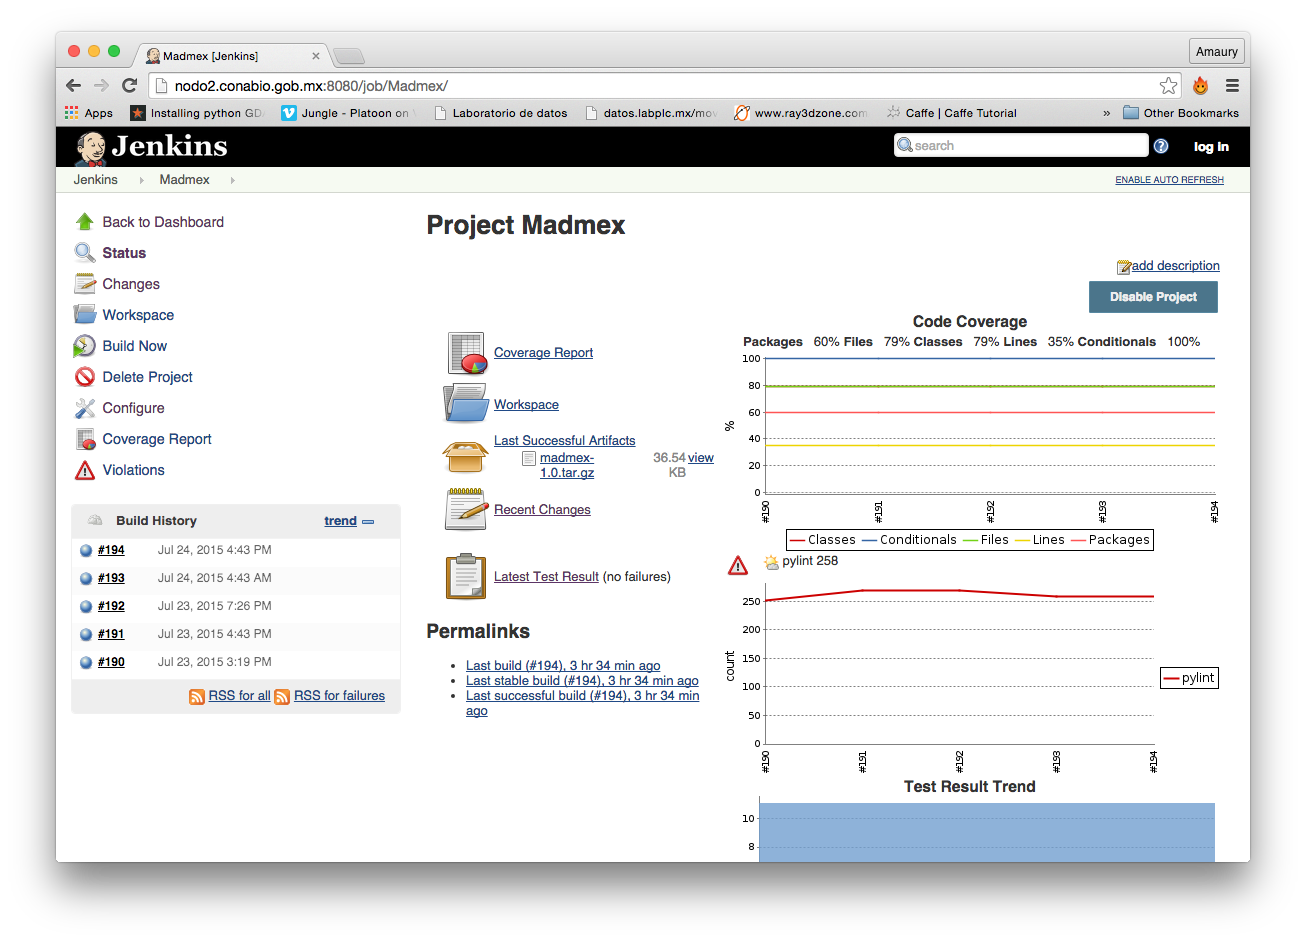 Madmex [Jenkins]
Amaury
nodo2.conabio.gob.mx:8080/job/Madmex/
Apps
Installing python GD
Jungle - Platoon on
Laboratorio de datos
datos.labplc.mx/mov
www.ray3dzone.com
Caffe | Caffe Tutorial
»
Other Bookmarks
Jenkins
search
log in
Jenkins
Madmex
ENABLE AUTO REFRESH
Back to Dashboard
Status
Changes
Workspace
Build Now
Delete Project
Configure
Coverage Report
Violations
Build History
trend
#194 Jul 24, 2015 4:43 PM
#193 Jul 24, 2015 4:43 AM
#192 Jul 23, 2015 7:26 PM
#191 Jul 23, 2015 4:43 PM
#190 Jul 23, 2015 3:19 PM
RSS for all RSS for failures
Project Madmex
add description
Disable Project
Coverage Report
Workspace
Last Successful Artifacts
madmex-
1.0.tar.gz
36.54
KB
view
Recent Changes
Latest Test Result (no failures)
Permalinks
Last build (#194), 3 hr 34 min ago
Last stable build (#194), 3 hr 34 min ago
Last successful build (#194), 3 hr 34 min
ago
Code Coverage
Packages 60% Files 79% Classes 79% Lines 35% Conditionals 100%
100
80
60
40
20
0
%
#190
#191
#192
#193
#194
Classes Conditionals Files Lines Packages
pylint 258
250
200
150
100
50
0
count
#190
#191
#192
#193
#194
pylint
Test Result Trend
10
8